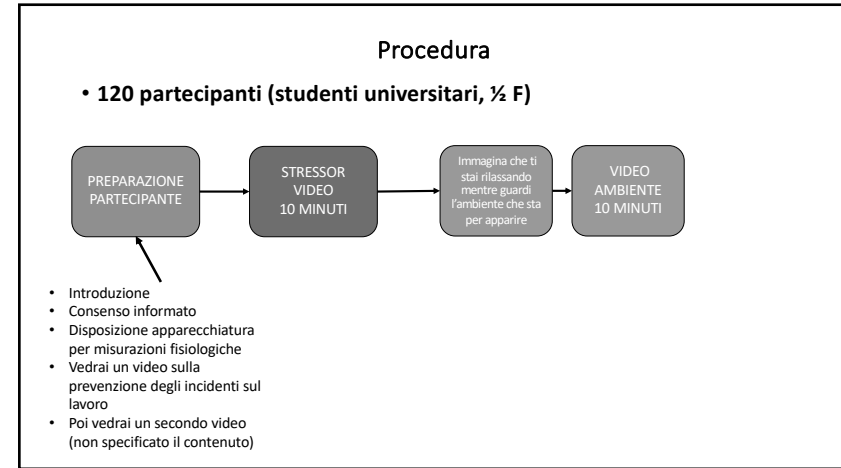 Procedura
• 120 partecipanti (studenti universitari, ½ F)
PREPARAZIONE
PARTECIPANTE
STRESSOR
VIDEO
10 MINUTI
Immagina che ti
stai rilassando
mentre guardi
l'ambiente che sta
per apparire
VIDEO
AMBIENTE
10 MINUTI
• Introduzione
• Consenso informato
• Disposizione apparecchiatura
per misurazioni fisiologiche
• Vedrai un video sulla
prevenzione degli incidenti sul
lavoro
• Poi vedrai un secondo video
(non specificato il contenuto)